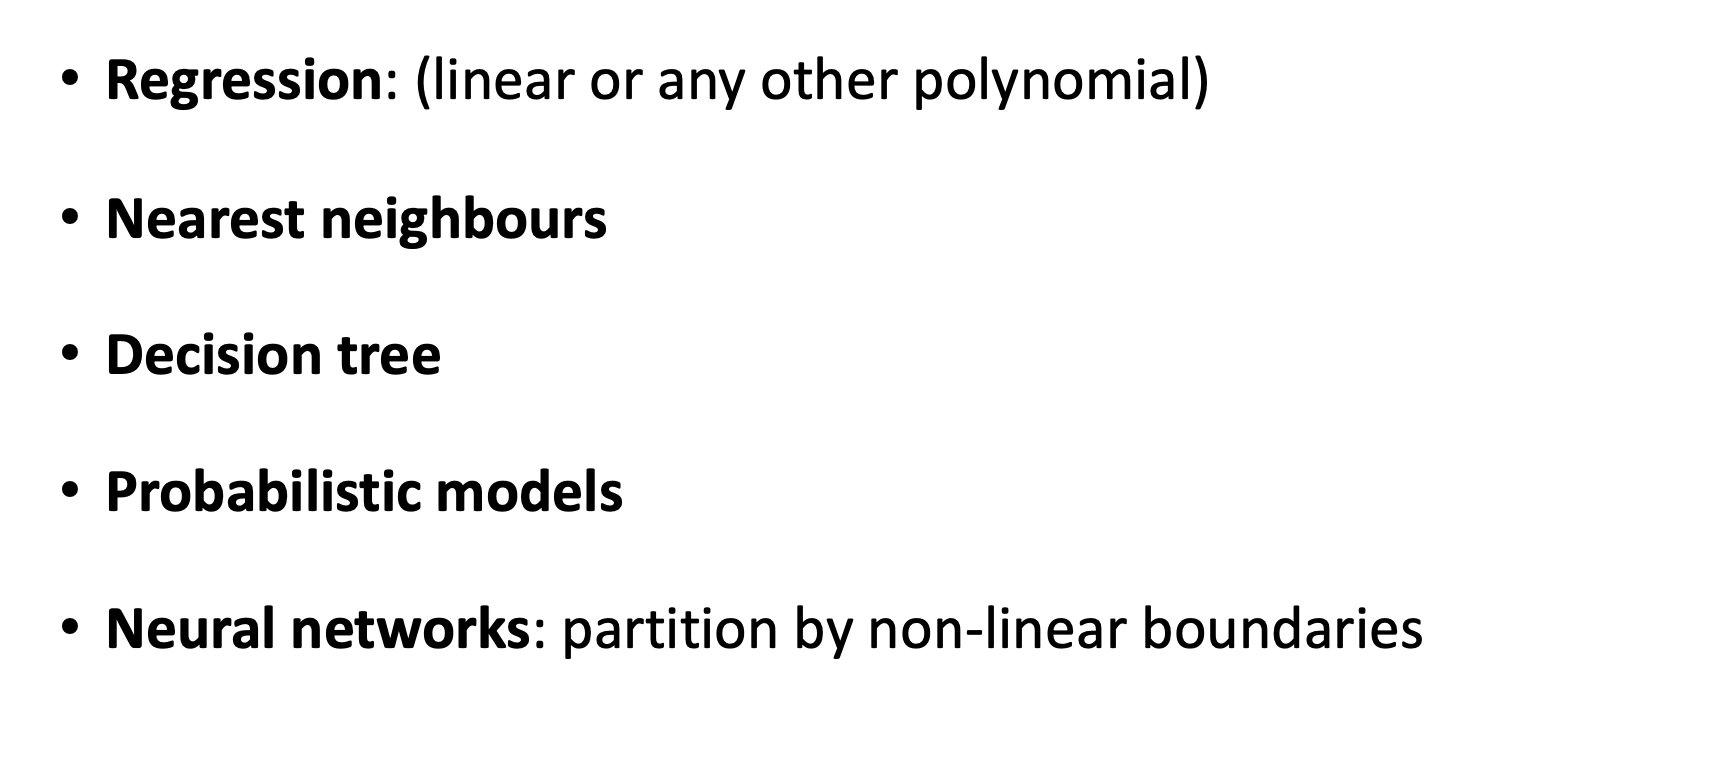 • Regression: (linear or any other polynomial)
• Nearest neighbours
• Decision tree
• Probabilistic models
• Neural networks: partition by non-linear boundaries